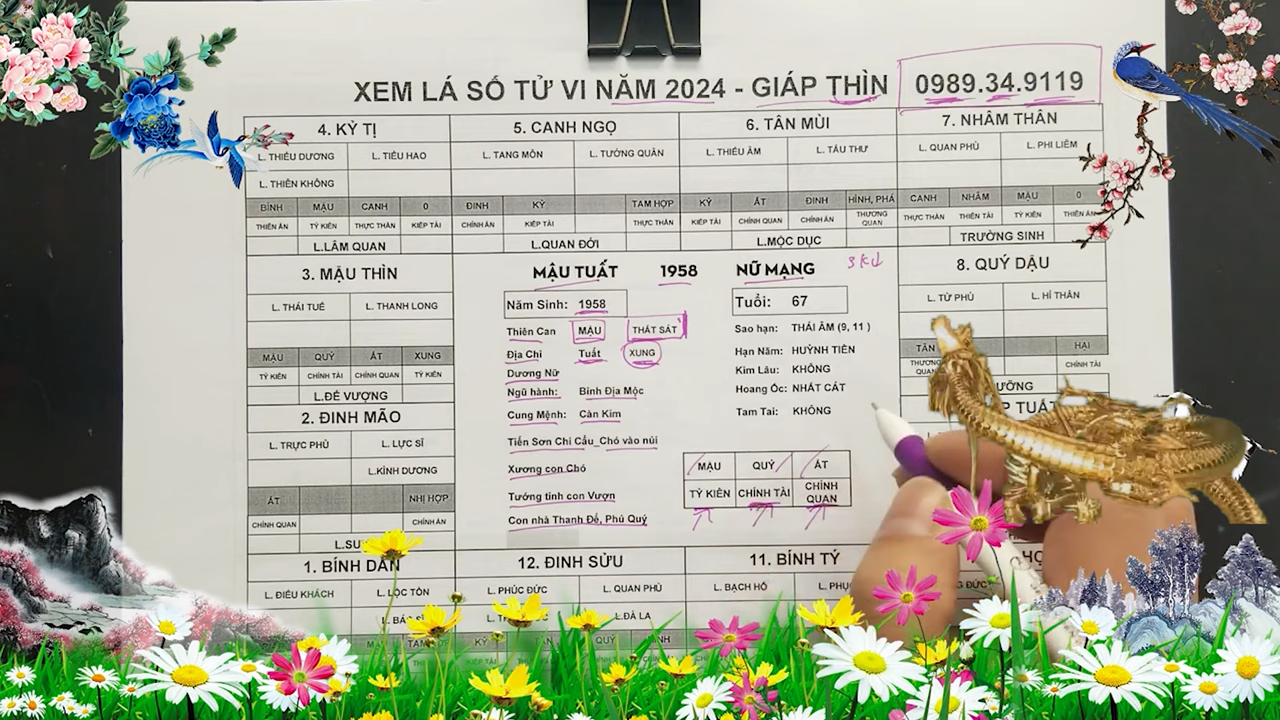 XEM LÁ SỐ TỬ VI NĂM 2024 - GIÁP THÌN 0989.34.9119
4. KỶ TỊ 5. CANH NGỌ 6. TÂN MÙI 7. NHÂM THÂN
L. THIẾU DƯƠNG L. TIỂU HAO L. TANG MÔN L. TƯỚNG QUÂN L. THIẾU ÂM L. TẤU THƯ L. QUAN PHỦ L. PHI LIÊM
L. THIÊN KHÔNG
BÍNH MẬU CANH 0 ĐINH KỶ TAM HỢP KỶ ẤT ĐINH HÌNH, PHÁ CANH NHÂM MẬU 0
THIÊN ẤN TỶ KIÊN THỰC THẦN KIẾP TÀI CHÍNH ẤN KIẾP TÀI THỰC THẦN KIẾP TÀI CHÍNH QUAN CHÍNH ẤN THƯƠNG QUAN THỰC THẦN THIÊN TÀI TỶ KIÊN THIÊN ẤN
L.LÂM QUAN L.QUAN ĐỚI L.MỘC DỤC TRƯỜNG SINH
3. MẬU THÌN
L. THÁI TUẾ L. THANH LONG
MẬU QUÝ ẤT XUNG
TỶ KIÊN CHÍNH TÀI CHÍNH QUAN TỶ KIÊN
L.ĐẾ VƯỢNG
2. ĐINH MÃO
L. TRỰC PHÙ L. LỰC SĨ
L.KÌNH DƯƠNG
ẤT NHỊ HỢP
CHÍNH QUAN CHÍNH ẤN
MẬU TUẤT 1958 NỮ MẠNG
Năm Sinh: 1958
Thiên Can MẬU THẤT SÁT
Địa Chỉ Tuất XUNG
Dương Nữ
Ngũ hành: Bình Địa Mộc
Cung Mệnh: Càn Kim
Tiến Sơn Chi Cẩu_Chó vào núi
Xương con Chó
Tướng tinh con Vượn
Con nhà Thanh Đế, Phú Quý
Tuổi: 67
Sao hạn: THÁI ÂM (9, 11 )
Hạn Năm: HUỲNH TIÊN
Kim Lâu: KHÔNG
Hoang Ốc: NHẤT CÁT
Tam Tai: KHÔNG
MẬU QUÝ ẤT
TỶ KIÊN CHÍNH TÀI CHÍNH QUAN
8. QUÝ DẬU
L. TỬ PHÙ L. HỈ THẦN
TÂN HẠI
CHÍNH TÀI
1. BÍNH DẦN 12. ĐINH SỬU 11. BÍNH TÝ
L. ĐIẾU KHÁCH L. LỘC TỒN L. PHÚC ĐỨC L. QUAN PHỦ L. BẠCH HỔ
L.ĐÀ LA